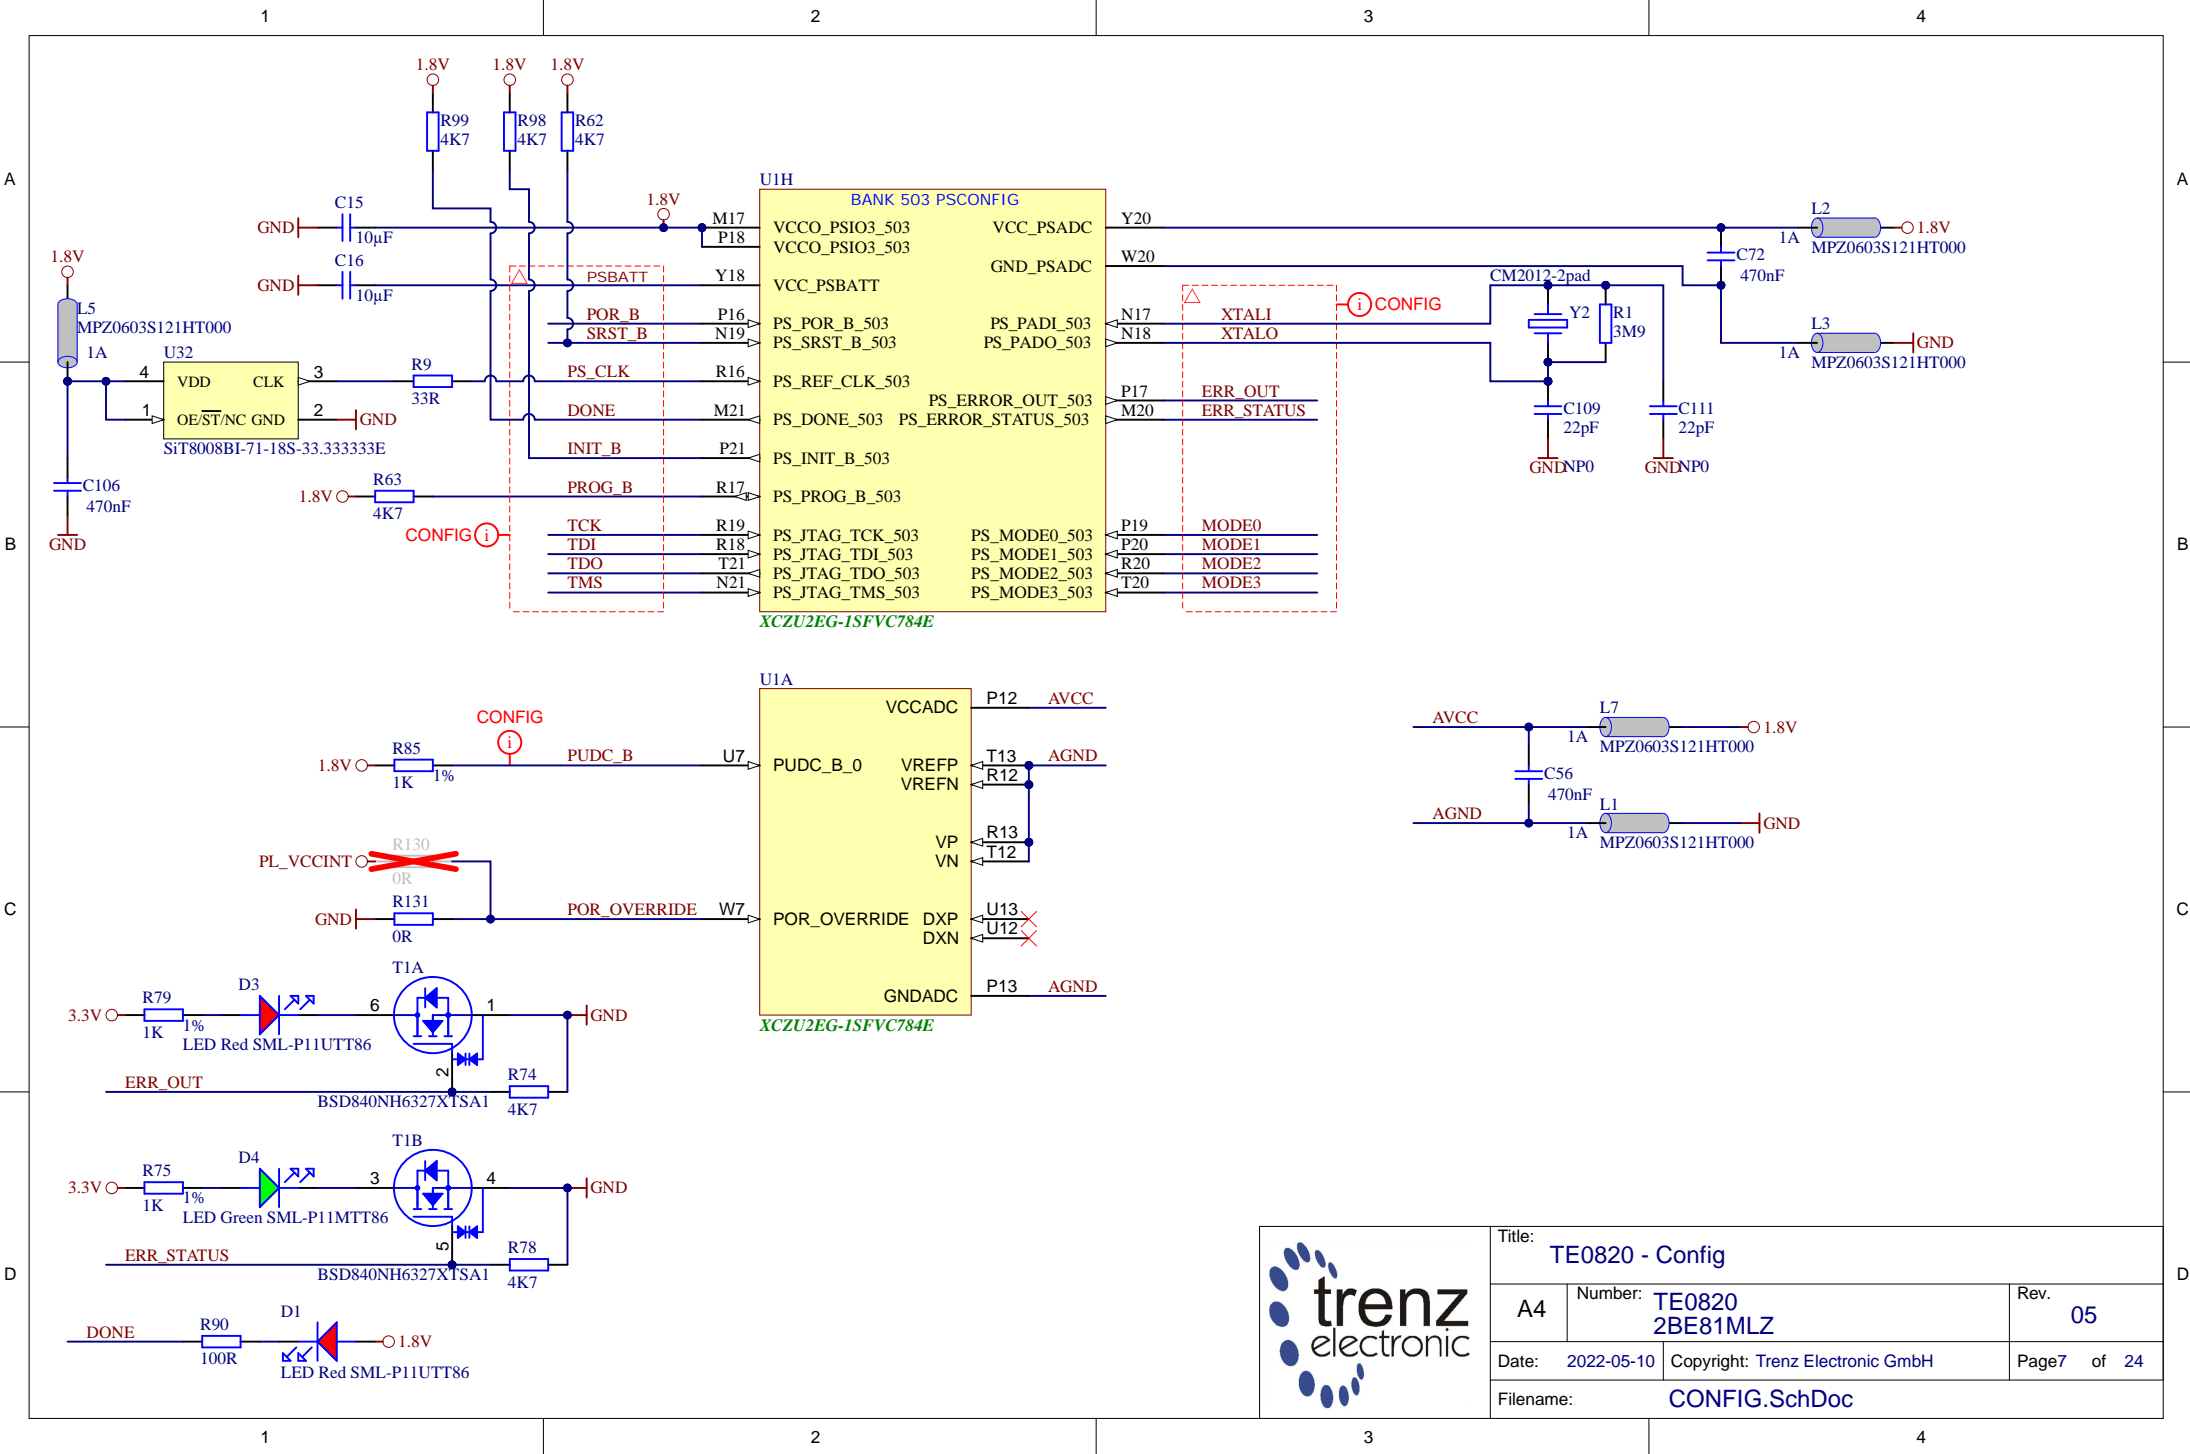 1 2 3 4
A
A
B
B
C
C
D
D
1.8V 1.8V 1.8V
R99
4K7
R98
4K7
R62
4K7
C15
GND
10µF
1.8V
C16
GND
10µF
1.8V
L5
MPZ0603S121HT000
1A
U32
4 VDD CLK 3
1 OE/ST/NC GND 2 GND
SiT8008BI-71-18S-33.333333E
R9
33R
C106
470nF
GND
1.8V R63
4K7
CONFIG i
PSBATT
POR_B
SRST_B
PS_CLK
DONE
INIT_B
PROG_B
TCK
TDI
TDO
TMS
U1H
BANK 503 PSCONFIG
M17 VCCO_PSIO3_503
P18 VCCO_PSIO3_503
Y18 VCC_PSBATT
P16 PS_POR_B_503
N19 PS_SRST_B_503
R16 PS_REF_CLK_503
M21 PS_DONE_503
P21 PS_INIT_B_503
R17 PS_PROG_B_503
R19 PS_JTAG_TCK_503
R18 PS_JTAG_TDI_503
T21 PS_JTAG_TDO_503
N21 PS_JTAG_TMS_503
VCC_PSADC Y20
GND_PSADC W20
PS_PADI_503 N17 XTALI
PS_PADO_503 N18 XTALO
PS_ERROR_OUT_503 P17 ERR_OUT
PS_ERROR_STATUS_503 M20 ERR_STATUS
PS_MODE0_503 P19 MODE0
PS_MODE1_503 P20 MODE1
PS_MODE2_503 R20 MODE2
PS_MODE3_503 T20 MODE3
XCZU2EG-1SFVC784E
i CONFIG
CM2012-2pad
Y2
R1
3M9
C109
22pF
GND NP0
C111
22pF
GND NP0
C72
470nF
L2
1A
MPZ0603S121HT000
1.8V
L3
1A
MPZ0603S121HT000
GND
U1A
CONFIG
i
1.8V R85
1K 1%
PUDC_B U7 PUDC_B_0
PL_VCCINT R130
0R
GND R131
0R
POR_OVERRIDE W7 POR_OVERRIDE
VCCADC P12 AVCC
VREFP T13 AGND
VREFN R12
VP R13
VN T12
DXP U13
DXN U12
GNDADC P13 AGND
XCZU2EG-1SFVC784E
AVCC
L7
1A
MPZ0603S121HT000
1.8V
C56
470nF
AGND
L1
1A
MPZ0603S121HT000
GND
3.3V R79
1K 1%
D3
LED Red SML-P11UTT86
T1A
6 1 GND
2
ERR_OUT
BSD840NH6327XTSA1
R74
4K7
3.3V R75
1K 1%
D4
LED Green SML-P11MTT86
T1B
3 4 GND
5
ERR_STATUS
BSD840NH6327XTSA1
R78
4K7
DONE R90
100R
D1
1.8V
LED Red SML-P11UTT86
trenz
electronic
Title:
TE0820 - Config
A4
Number: TE0820
2BE81MLZ
Rev.
05
Date: 2022-05-10 Copyright: Trenz Electronic GmbH Page7 of 24
Filename: CONFIG.SchDoc
1 2 3 4